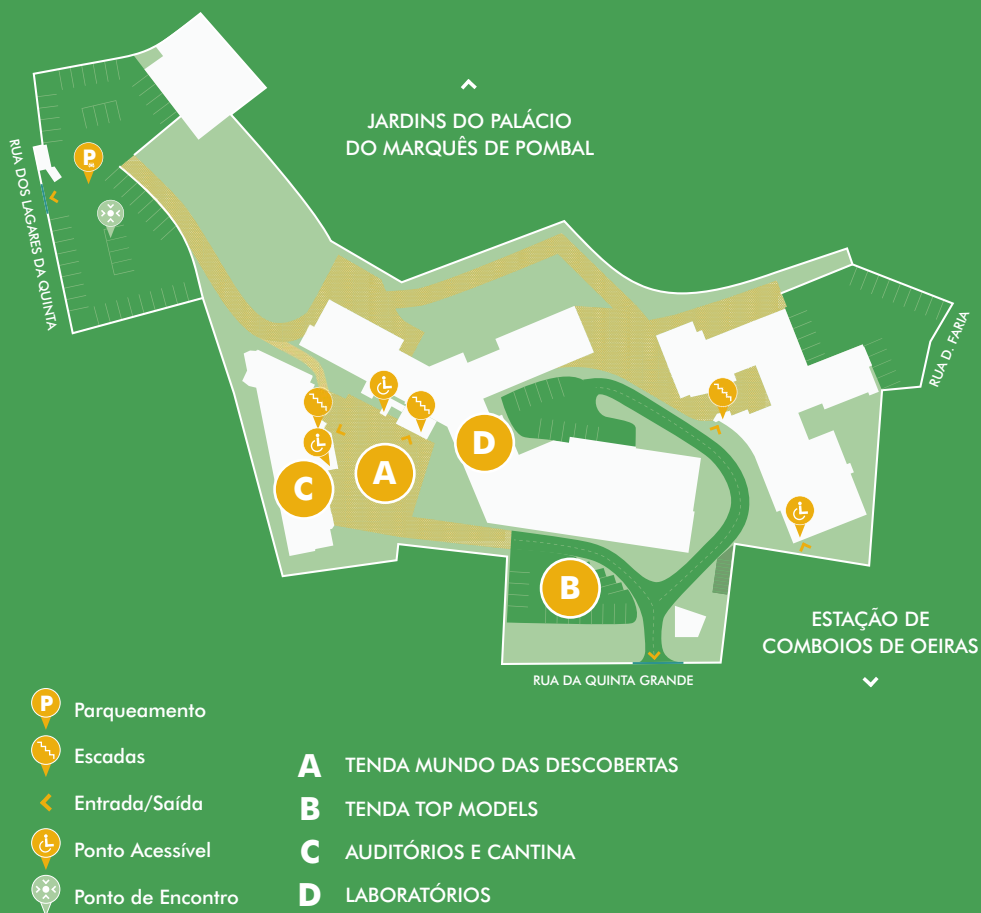 JARDINS DO PALÁCIO
DO MARQUÊS DE POMBAL
RUA DOS LAGARES DA QUINTA
P
RUA D. FARIA
D
A
C
B
ESTAÇÃO DE
COMBOIOS DE OEIRAS
RUA DA QUINTA GRANDE
P Parqueamento
Escadas
Entrada/Saída
Ponto Acessível
Ponto de Encontro
A TENDA MUNDO DAS DESCOBERTAS
B TENDA TOP MODELS
C AUDITÓRIOS E CANTINA
D LABORATÓRIOS